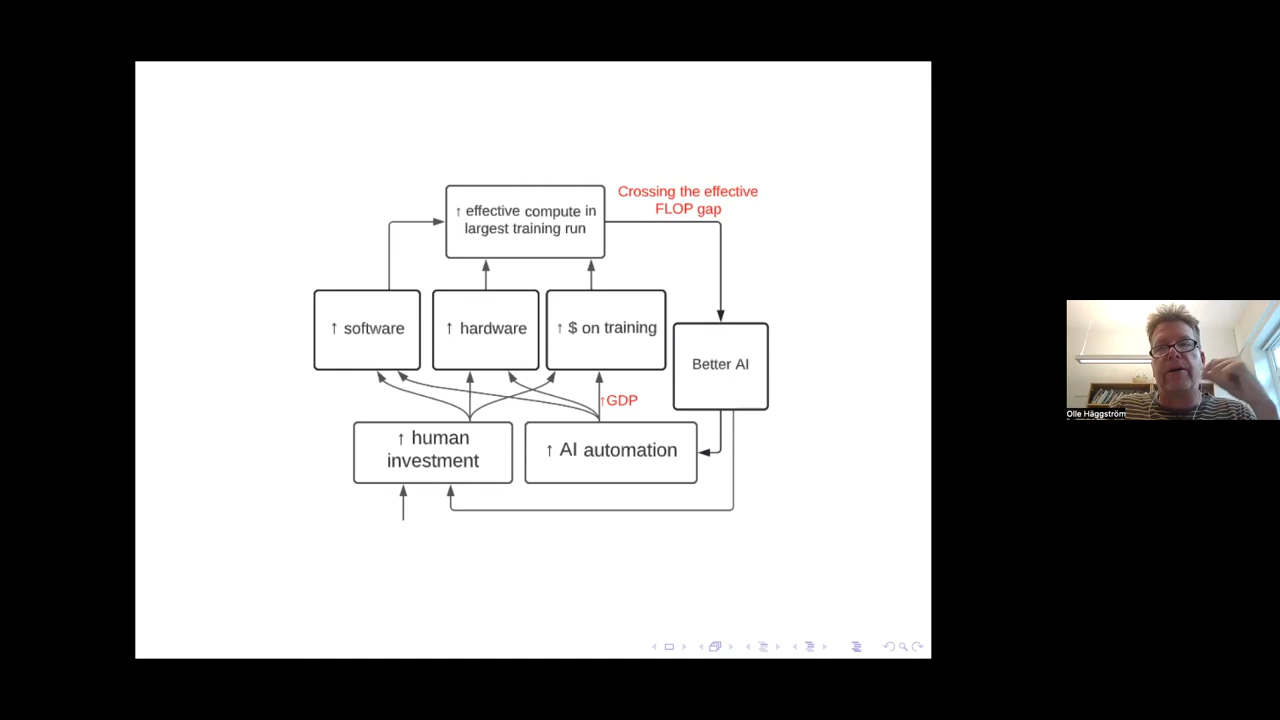 Crossing the effective
FLOP gap
↑ effective compute in
largest training run
↑ software
↑ hardware
↑ $ on training
Better AI
↑GDP
↑ human
investment
↑ AI automation
Olle Häggström